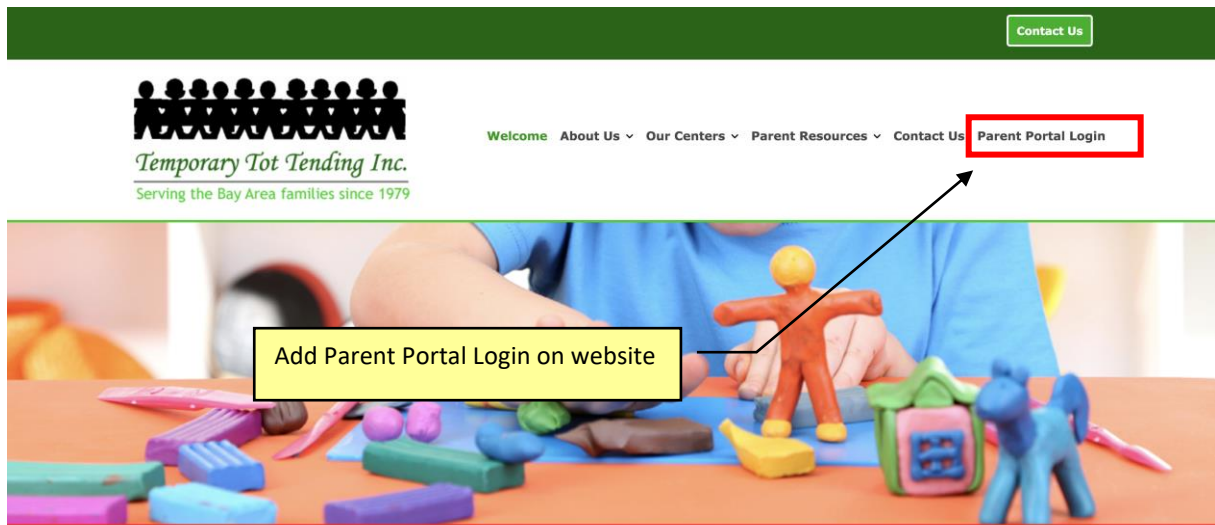 Contact Us
Temporary Tot Tending Inc.
Serving the Bay Area families since 1979
Welcome About Us Our Centers Parent Resources Contact Us Parent Portal Login
Add Parent Portal Login on website